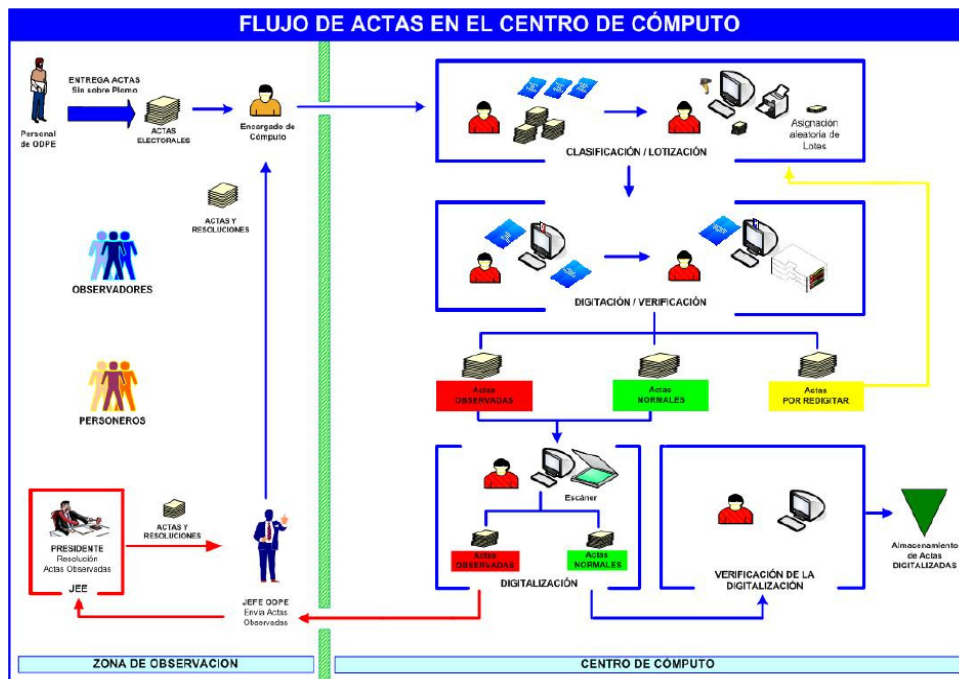 FLUJO DE ACTAS EN EL CENTRO DE CÓMPUTO
ENTREGA ACTAS
Sin sobre Plomo
Personal
de ODPE
ACTAS
ELECTORALES
Encargado de
Cómputo
ACTAS Y
RESOLUCIONES
OBSERVADORES
PERSONEROS
PRESIDENTE
Resolución
Actas Observadas
JEE
ACTAS Y
RESOLUCIONES
JEFE ODPE
Envia Actas
Observadas
ZONA DE OBSERVACION
Asignación
aleatoria de
Lotes
CLASIFICACIÓN / LOTIZACIÓN
DIGITACIÓN / VERIFICACIÓN
Actas
OBSERVADAS
Actas
NORMALES
Actas
POR REDIGITAR
Escáner
Actas
OBSERVADAS
Actas
NORMALES
DIGITALIZACIÓN
VERIFICACIÓN DE LA
DIGITALIZACIÓN
Almacenamiento
de Actas
DIGITALIZADAS
CENTRO DE CÓMPUTO